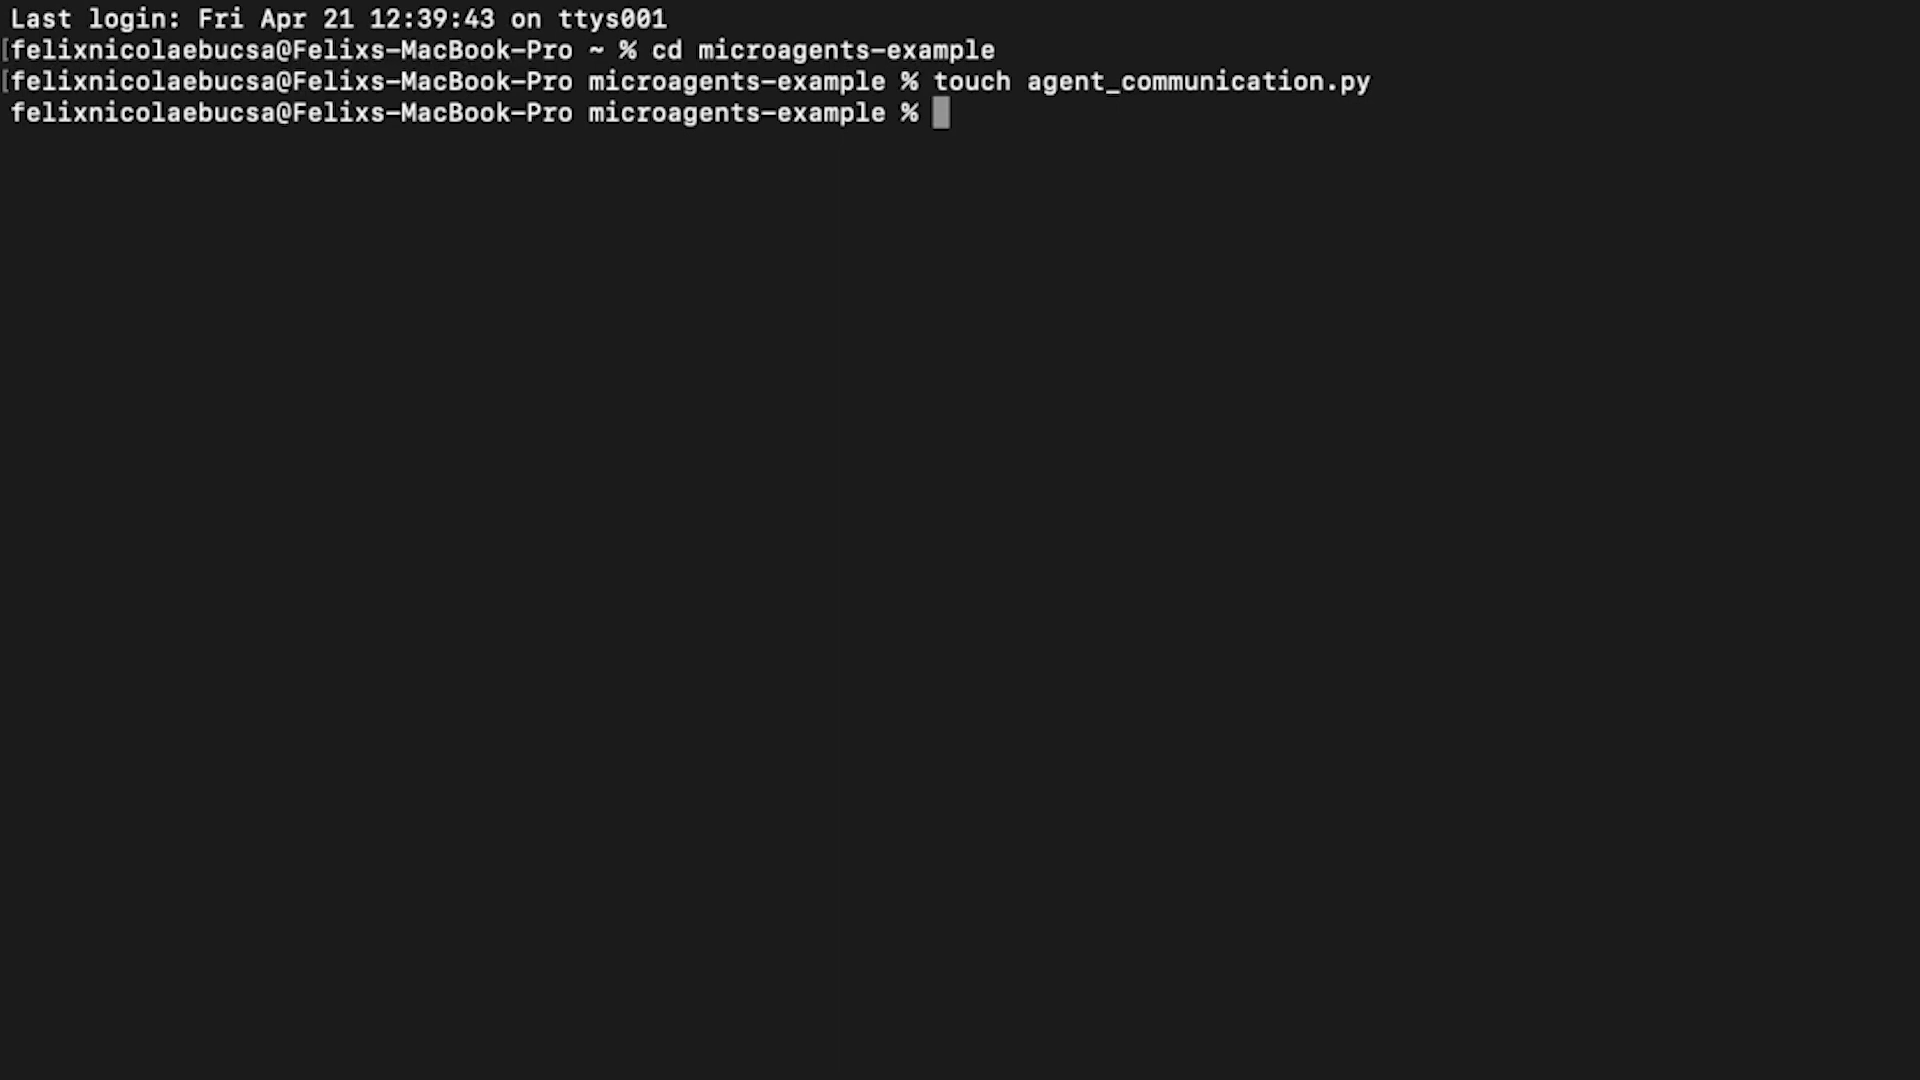 Last login: Fri Apr 21 12:39:43 on ttys001
[felixnicolaebucsa@Felixs-MacBook-Pro ~ % cd microagents-example
[felixnicolaebucsa@Felixs-MacBook-Pro microagents-example % touch agent_communication.py
felixnicolaebucsa@Felixs-MacBook-Pro microagents-example %